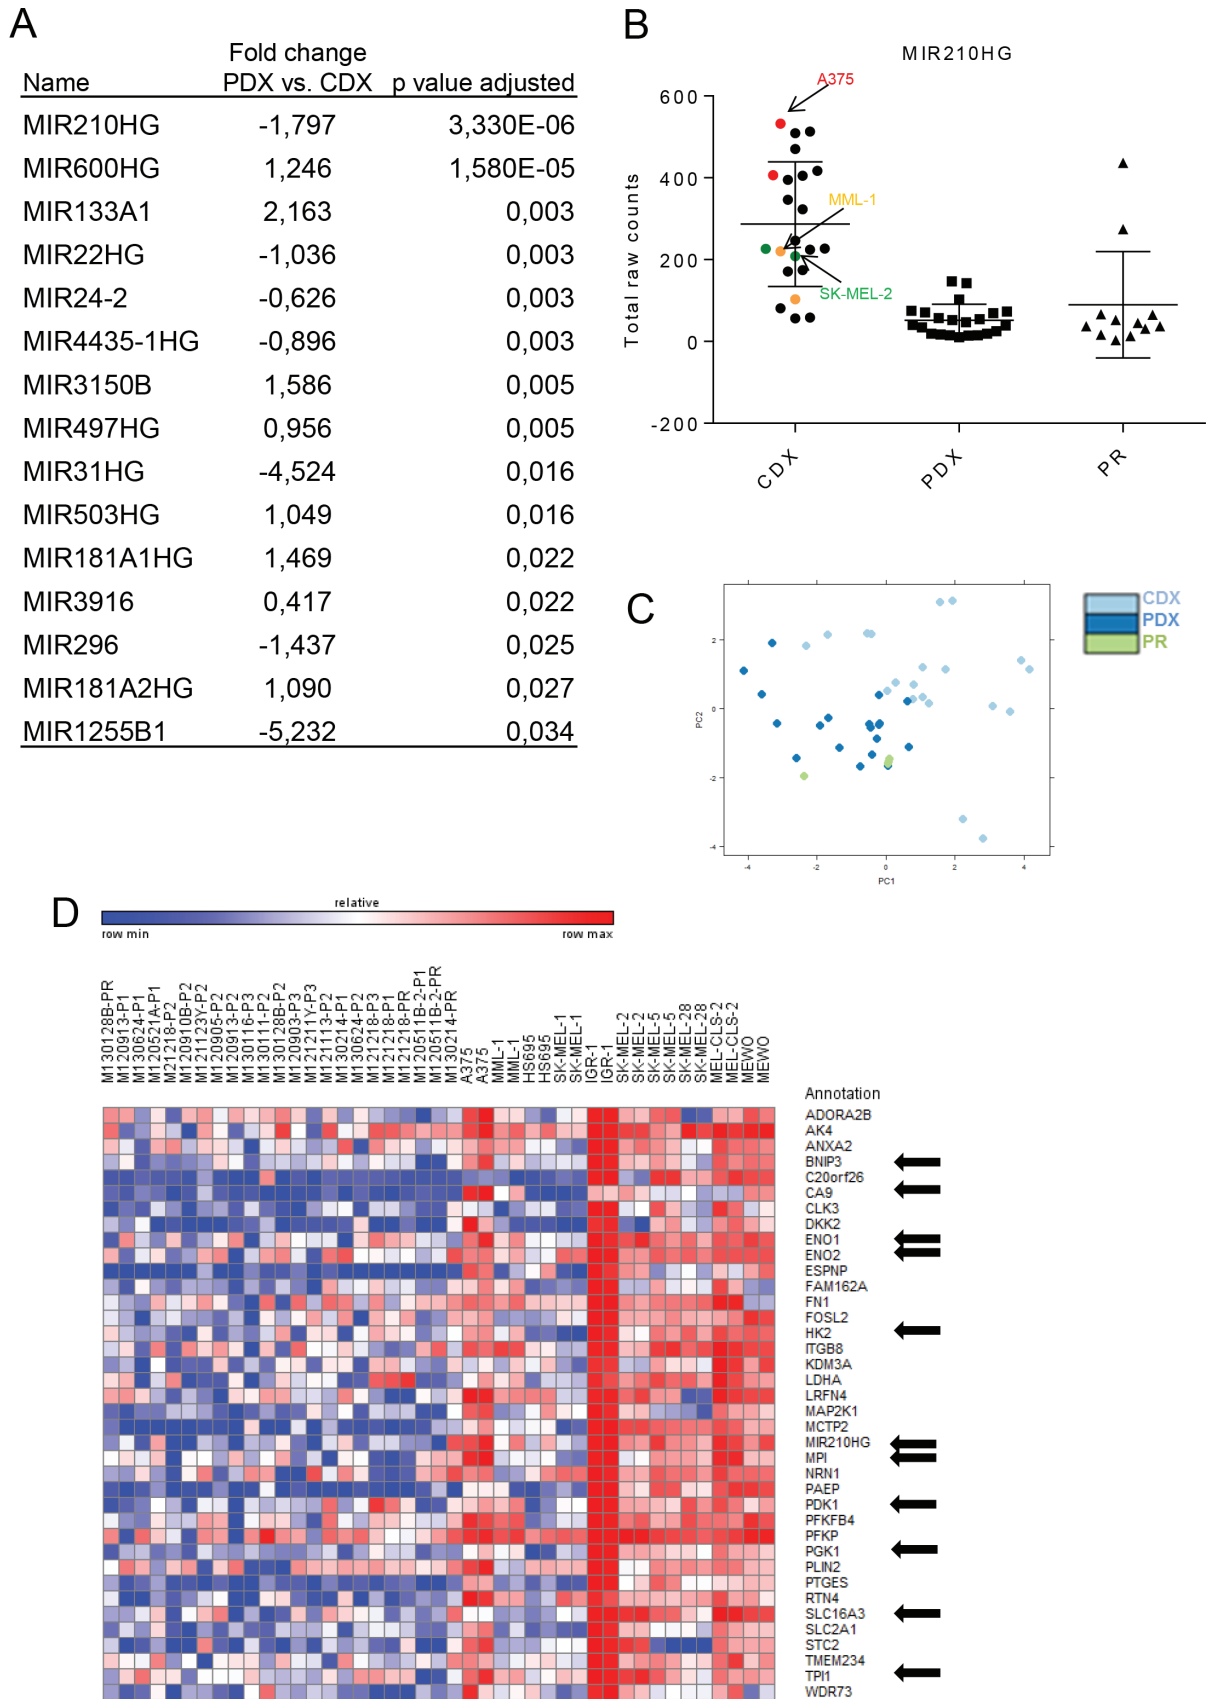 A
Fold change
Name PDX vs. CDX p value adjusted
MIR210HG -1,797 3,330E-06
MIR600HG 1,246 1,580E-05
MIR133A1 2,163 0,003
MIR22HG -1,036 0,003
MIR24-2 -0,626 0,003
MIR4435-1HG -0,896 0,003
MIR3150B 1,586 0,005
MIR497HG 0,956 0,005
MIR31HG -4,524 0,016
MIR503HG 1,049 0,016
MIR181A1HG 1,469 0,022
MIR3916 0,417 0,022
MIR296 -1,437 0,025
MIR181A2HG 1,090 0,027
MIR1255B1 -5,232 0,034
B
MIR210HG
A375
MML-1
SK-MEL-2
Total raw counts
600
400
200
0
-200
CDX
PDX
PR
C
CDX
PDX
PR
PC2
2
0
-2
-4
-4 -2 0 2 4
PC1
D
relative
row min row max
M130128B-PR
M120913-P1
M130624-P1
M120521A-P1
M21218-P2
M120910B-P2
M121123Y-P2
M120905-P2
M120913-P2
M130116-P3
M130111-P2
M130128B-P2
M120903-P3
M121211Y-P3
M121113-P2
M130214-P1
M130624-P2
M121218-P3
M121218-P1
M121218-PR
M120511B-2-P1
M120511B-2-PR
M130214-PR
A375
A375
MML-1
MML-1
HS695
HS695
SK-MEL-1
SK-MEL-1
IGR-1
IGR-1
SK-MEL-2
SK-MEL-2
SK-MEL-5
SK-MEL-5
SK-MEL-28
SK-MEL-28
MEL-CLS-2
MEL-CLS-2
MEWO
MEWO
Annotation
ADORA2B
AK4
ANXA2
BNIP3
C20orf26
CA9
CLK3
DKK2
ENO1
ENO2
ESPNP
FAM162A
FN1
FOSL2
HK2
ITGB8
KDM3A
LDHA
LRFN4
MAP2K1
MCTP2
MIR210HG
MPI
NRN1
PAEP
PDK1
PFKFB4
PFKP
PGK1
PLIN2
PTGES
RTN4
SLC16A3
SLC2A1
STC2
TMEM234
TPI1
WDR73